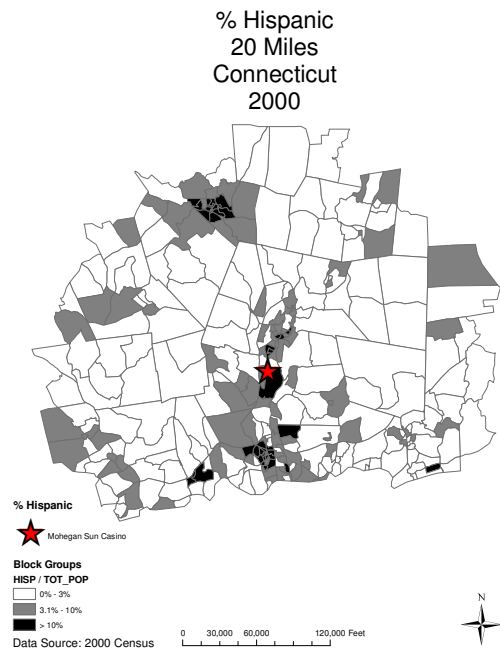 % Hispanic
20 Miles
Connecticut
2000
% Hispanic
Mohegan Sun Casino
Block Groups
HISP / TOT_POP
0% - 3%
3.1% - 10%
> 10%
Data Source: 2000 Census
0 30,000 60,000 120,000 Feet
N